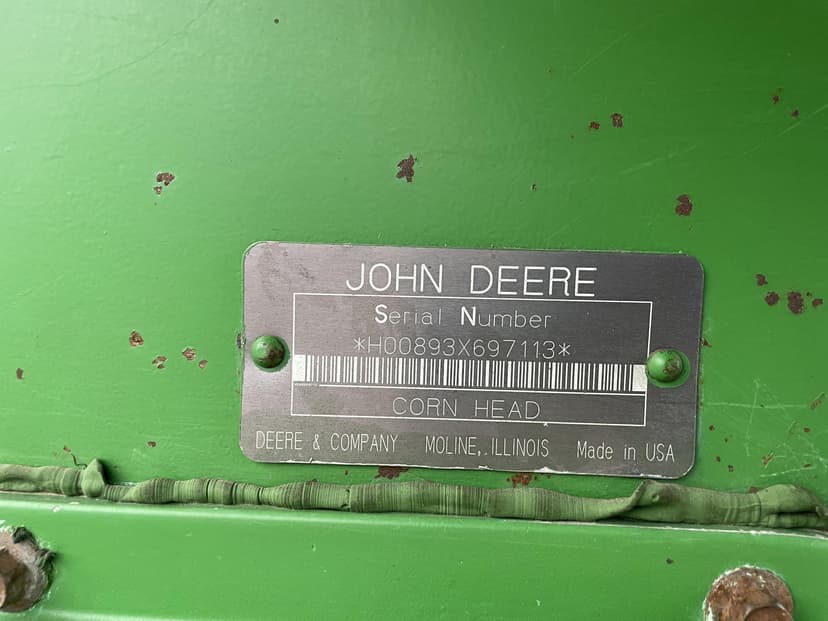 JOHN DEERE
Serial Number
*H00893X697113*
CORN HEAD
DEERE & COMPANY MOLINE, ILLINOIS Made in USA